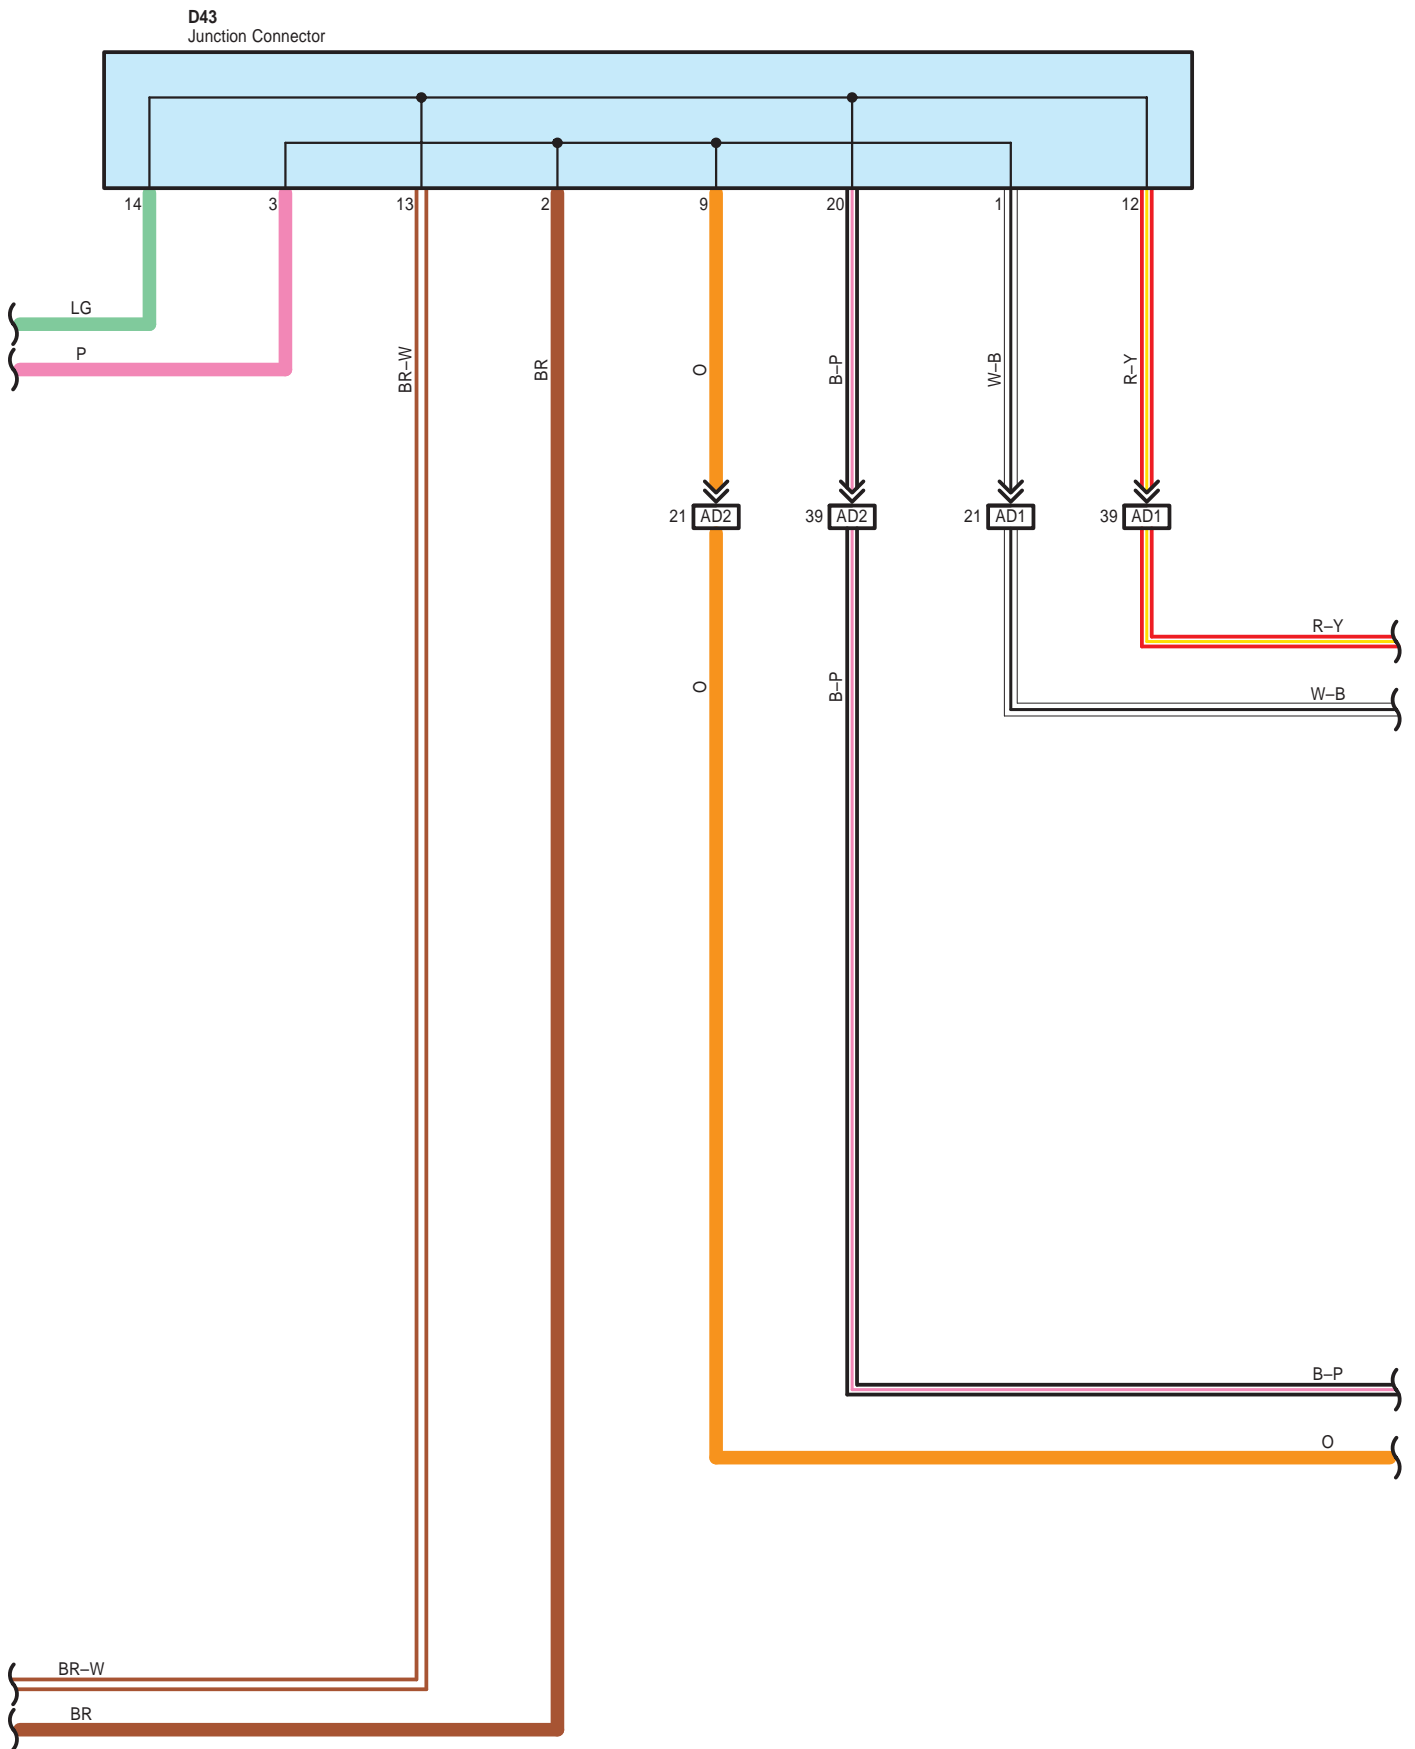 D43
Junction Connector
14
3
13
2
9
20
1
12
LG
P
BR–W
BR
O
B–P
W–B
R–Y
21 AD2
39 AD2
21 AD1
39 AD1
R–Y
O
B–P
W–B
B–P
O
BR–W
BR